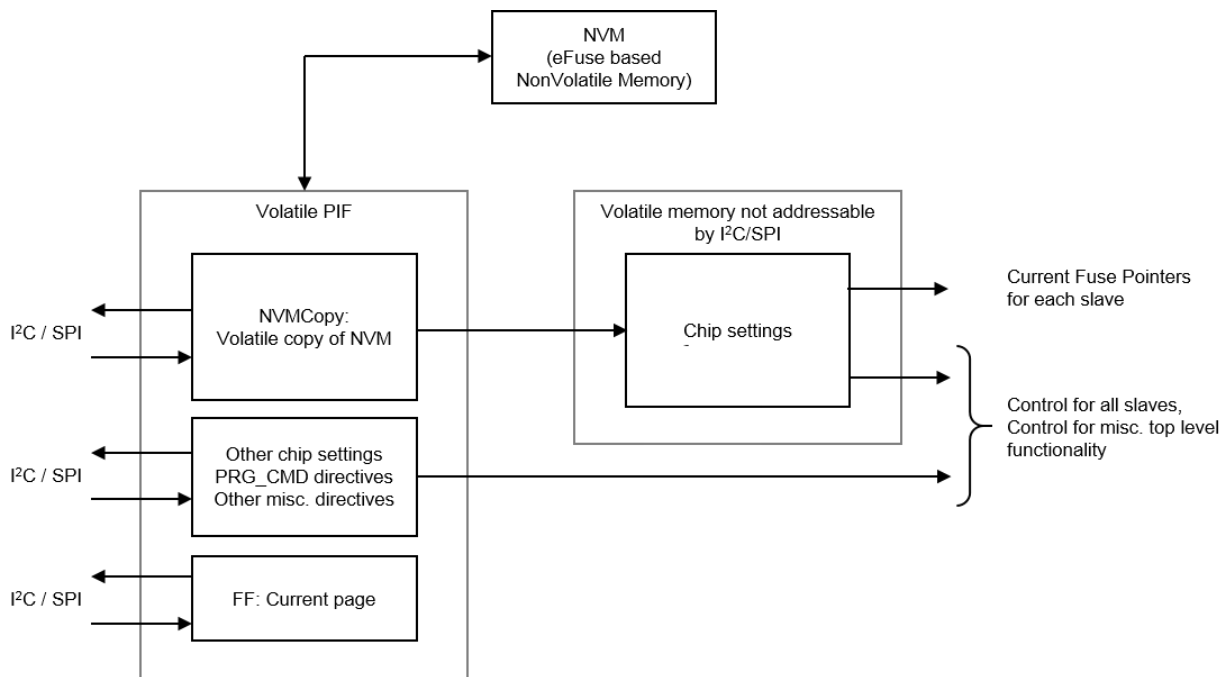 NVM
(eFuse based
NonVolatile Memory)
Volatile PIF
Volatile memory not addressable
by I²C/SPI
NVMCopy:
Volatile copy of NVM
I²C / SPI
Chip settings
Current Fuse Pointers
for each slave
Other chip settings
PRG_CMD directives
Other misc. directives
I²C / SPI
Control for all slaves,
Control for misc. top level
functionality
FF: Current page
I²C / SPI